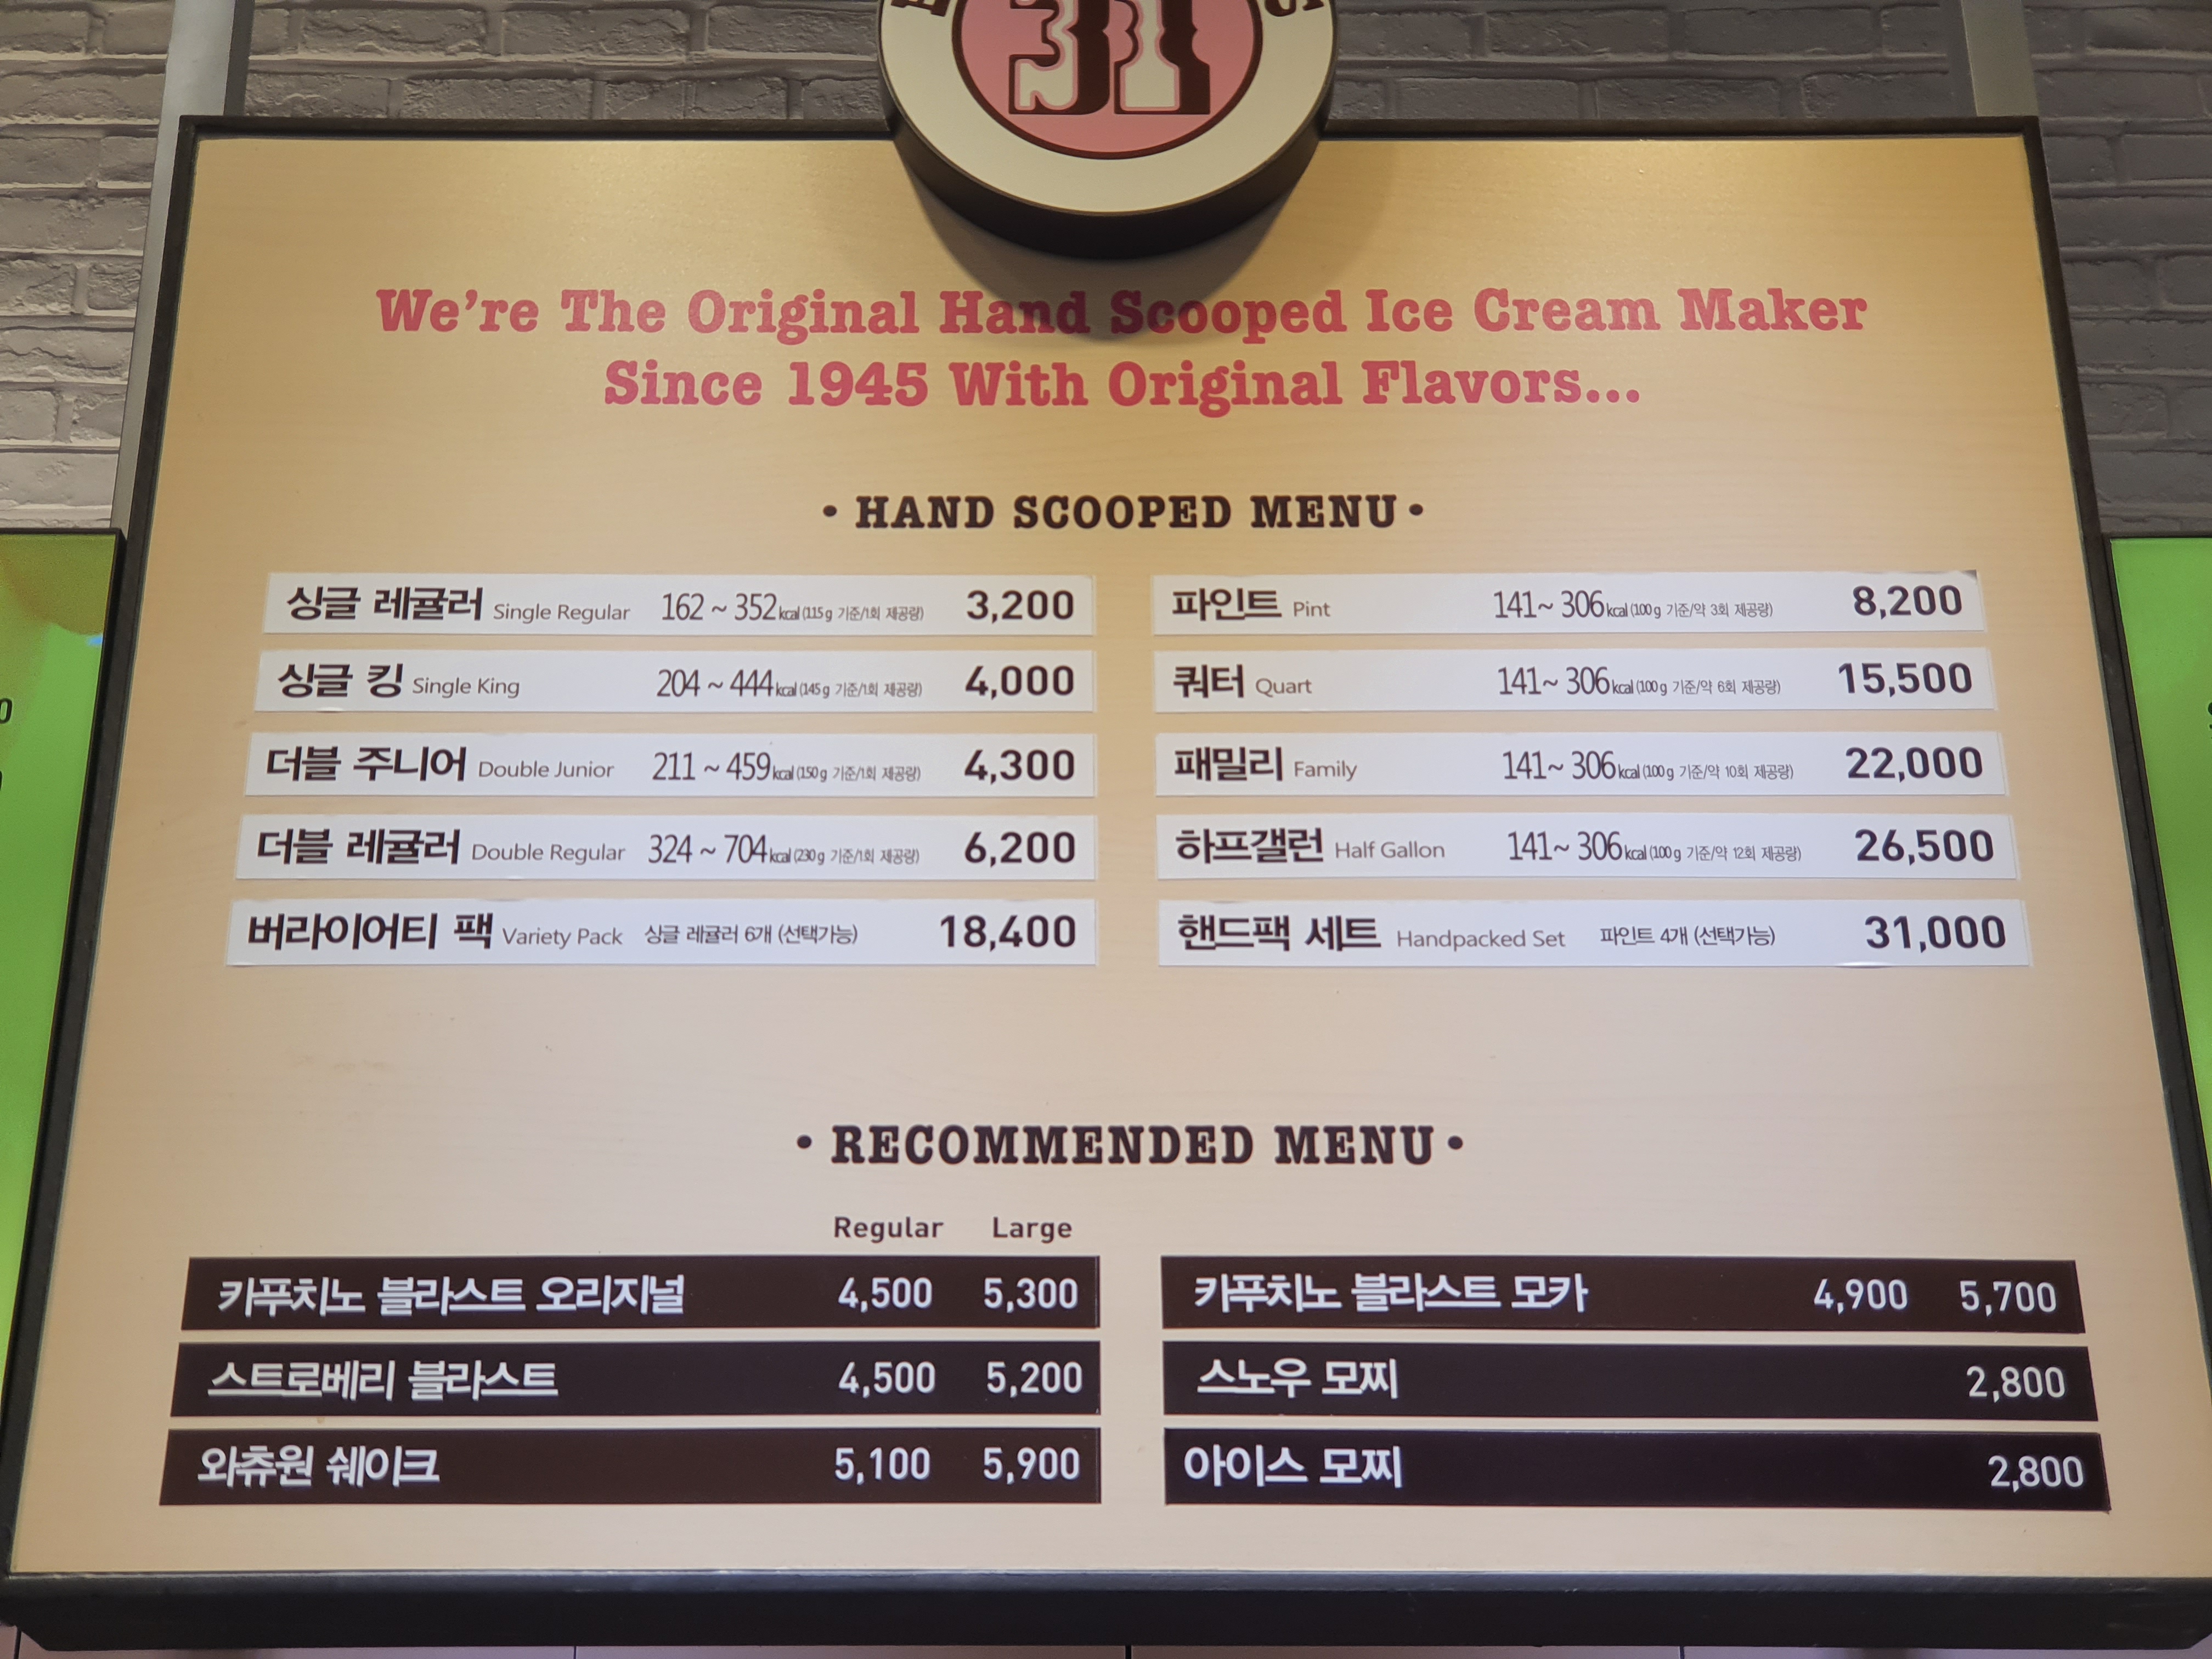 31
We're The Original Hand Scooped Ice Cream Maker
Since 1945 With Original Flavors...
• HAND SCOOPED MENU •
싱글 레귤러 Single Regular 162 ~ 352 kcal (115g 기준/1회 제공량) 3,200
싱글 킹 Single King 204 ~ 444 kcal (145g 기준/1회 제공량) 4,000
더블 주니어 Double Junior 211 ~ 459 kcal (150g 기준/1회 제공량) 4,300
더블 레귤러 Double Regular 324 ~ 704 kcal (230g 기준/1회 제공량) 6,200
버라이어티 팩 Variety Pack 싱글 레귤러 6개 (선택가능) 18,400
파인트 Pint 141~ 306 kcal (100g 기준/약 3회 제공량) 8,200
쿼터 Quart 141~ 306 kcal (100g 기준/약 6회 제공량) 15,500
패밀리 Family 141~ 306 kcal (100g 기준/약 10회 제공량) 22,000
하프갤런 Half Gallon 141~ 306 kcal (100g 기준/약 12회 제공량) 26,500
핸드팩 세트 Handpacked Set 파인트 4개 (선택가능) 31,000
• RECOMMENDED MENU •
Regular Large
카푸치노 블라스트 오리지널 4,500 5,300
스트로베리 블라스트 4,500 5,200
와츄원 쉐이크 5,100 5,900
카푸치노 블라스트 모카 4,900 5,700
스노우 모찌 2,800
아이스 모찌 2,800